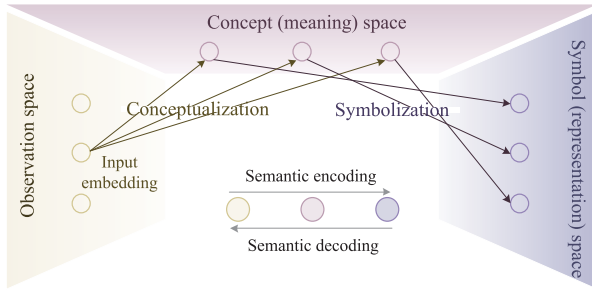 Concept (meaning) space
Observation space
Conceptualization
Symbolization
Input
embedding
Semantic encoding
Semantic decoding
Symbol (representation) space